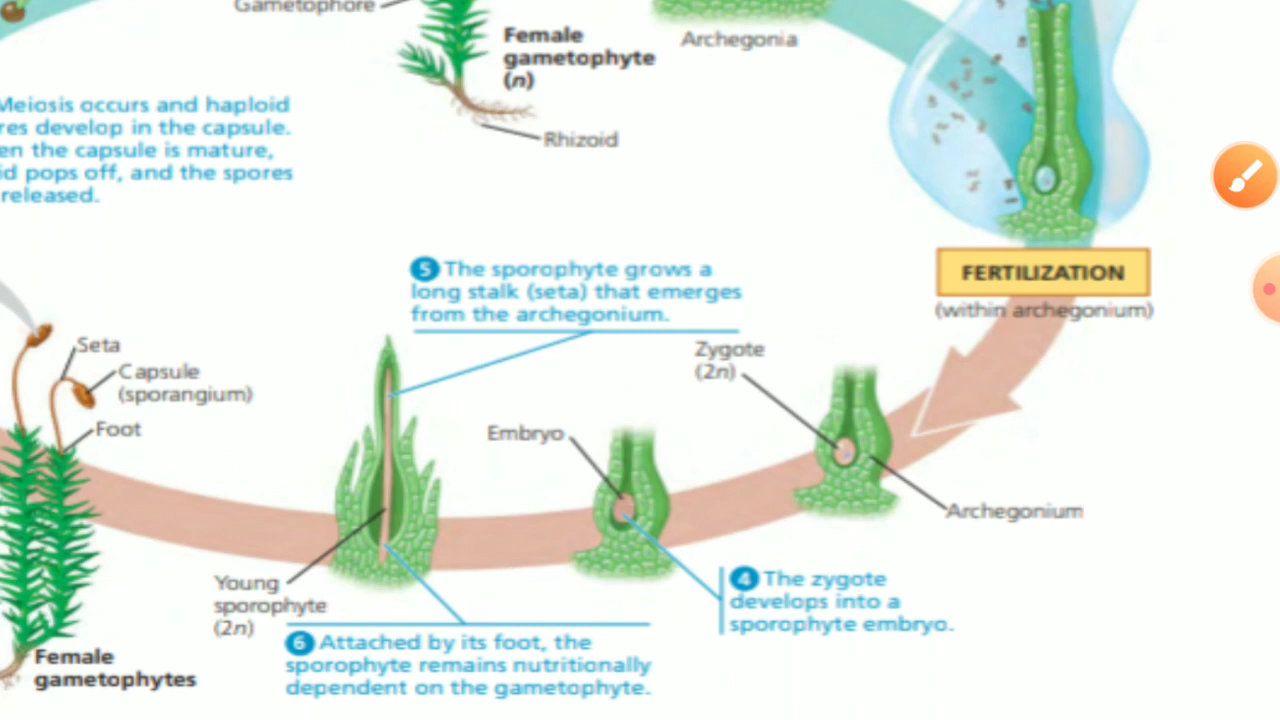 Gametophore
Female
gametophyte
(n)
Archegonia
Rhizoid
Meiosis occurs and haploid
res develop in the capsule.
en the capsule is mature,
id pops off, and the spores
released.
5 The sporophyte grows a
long stalk (seta) that emerges
from the archegonium.
FERTILIZATION
(within archegonium)
Seta
Capsule
(sporangium)
Foot
Zygote
(2n)
Embryo
Archegonium
Young
sporophyte
(2n)
4 The zygote
develops into a
sporophyte embryo.
6 Attached by its foot, the
sporophyte remains nutritionally
dependent on the gametophyte.
Female
gametophytes